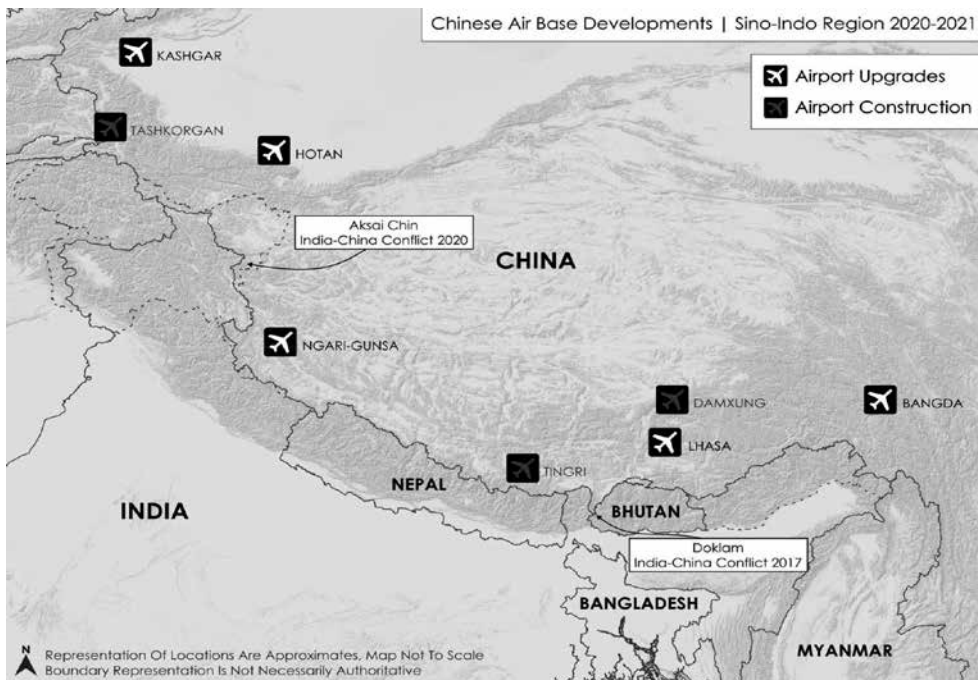 Chinese Air Base Developments | Sino-Indo Region 2020-2021
Airport Upgrades
Airport Construction
KASHGAR
TASHKORGAN
HOTAN
Aksai Chin
India-China Conflict 2020
CHINA
NGARI-GUNSA
DAMXUNG
BANGDA
LHASA
TINGRI
NEPAL
BHUTAN
INDIA
Doklam
India-China Conflict 2017
BANGLADESH
MYANMAR
N
Representation Of Locations Are Approximates, Map Not To Scale
Boundary Representation Is Not Necessarily Authoritative